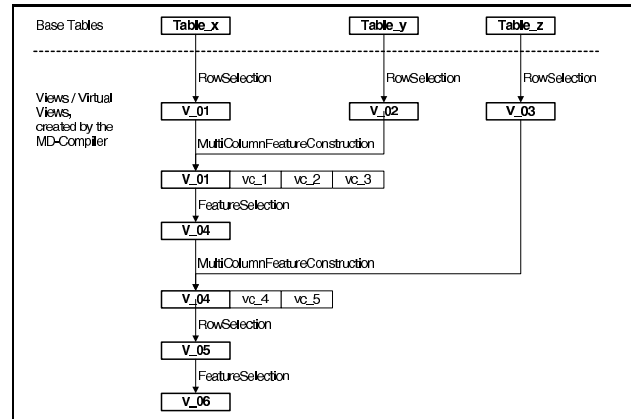 Base Tables
Table_x
Table_y
Table_z
RowSelection
RowSelection
RowSelection
Views / Virtual
Views,
created by the
MD-Compiler
V_01
V_02
V_03
MultiColumnFeatureConstruction
V_01 vc_1 vc_2 vc_3
FeatureSelection
V_04
MultiColumnFeatureConstruction
V_04 vc_4 vc_5
RowSelection
V_05
FeatureSelection
V_06